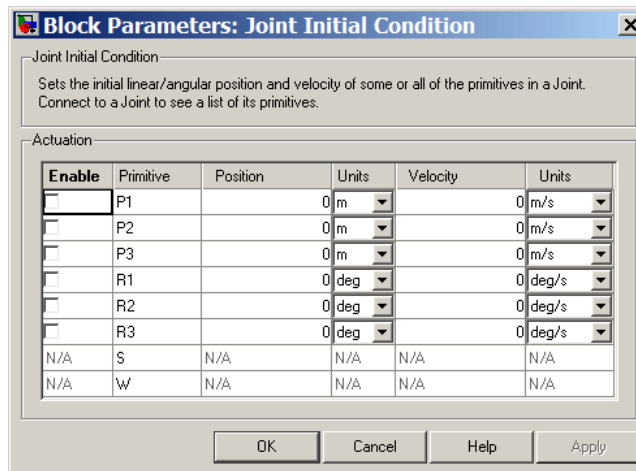 Block Parameters: Joint Initial Condition
Joint Initial Condition
Sets the initial linear/angular position and velocity of some or all of the primitives in a Joint.
Connect to a Joint to see a list of its primitives.
Actuation
Enable Primitive Position Units Velocity Units
P1 0 m 0 m/s
P2 0 m 0 m/s
P3 0 m 0 m/s
R1 0 deg 0 deg/s
R2 0 deg 0 deg/s
R3 0 deg 0 deg/s
N/A S N/A N/A N/A N/A
N/A W N/A N/A N/A N/A
OK Cancel Help Apply